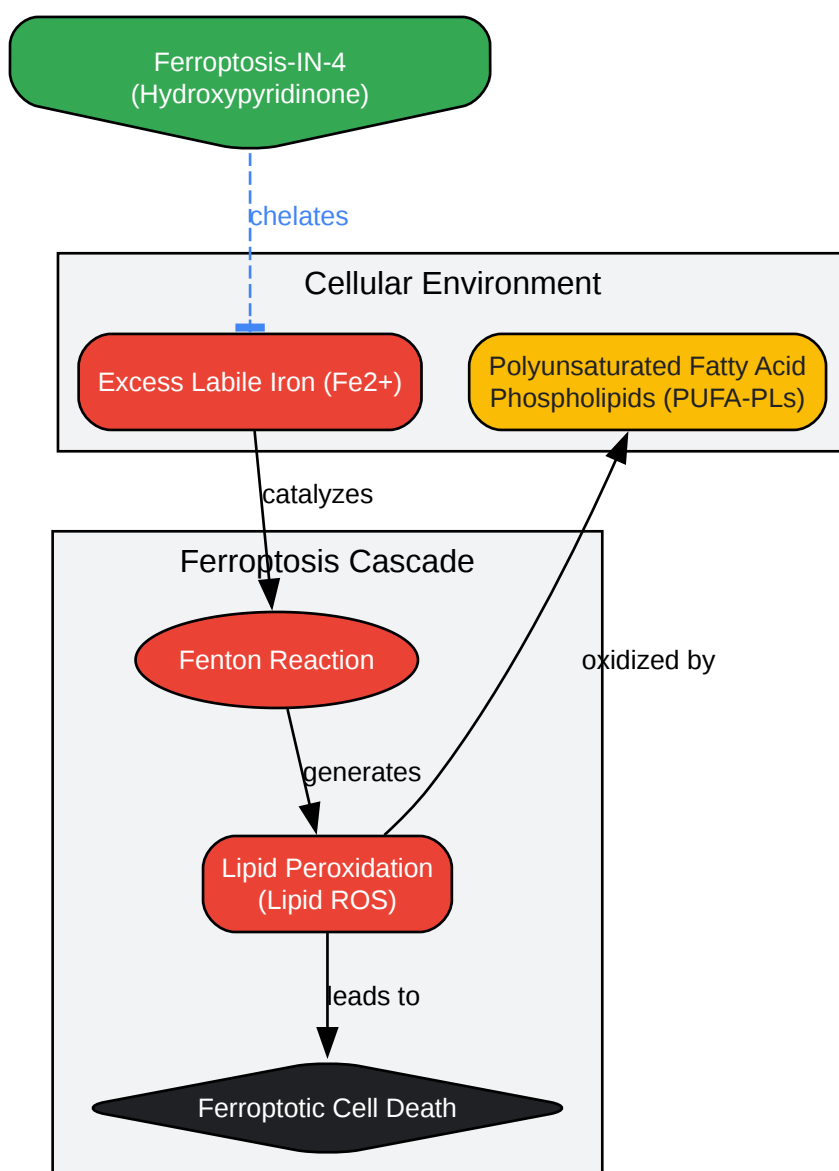 Ferroptosis-IN-4
(Hydroxypyridinone)
chelates
Cellular Environment
Excess Labile Iron (Fe2+)
Polyunsaturated Fatty Acid
Phospholipids (PUFA-PLs)
catalyzes
Ferroptosis Cascade
Fenton Reaction
oxidized by
generates
Lipid Peroxidation
(Lipid ROS)
leads to
Ferroptotic Cell Death